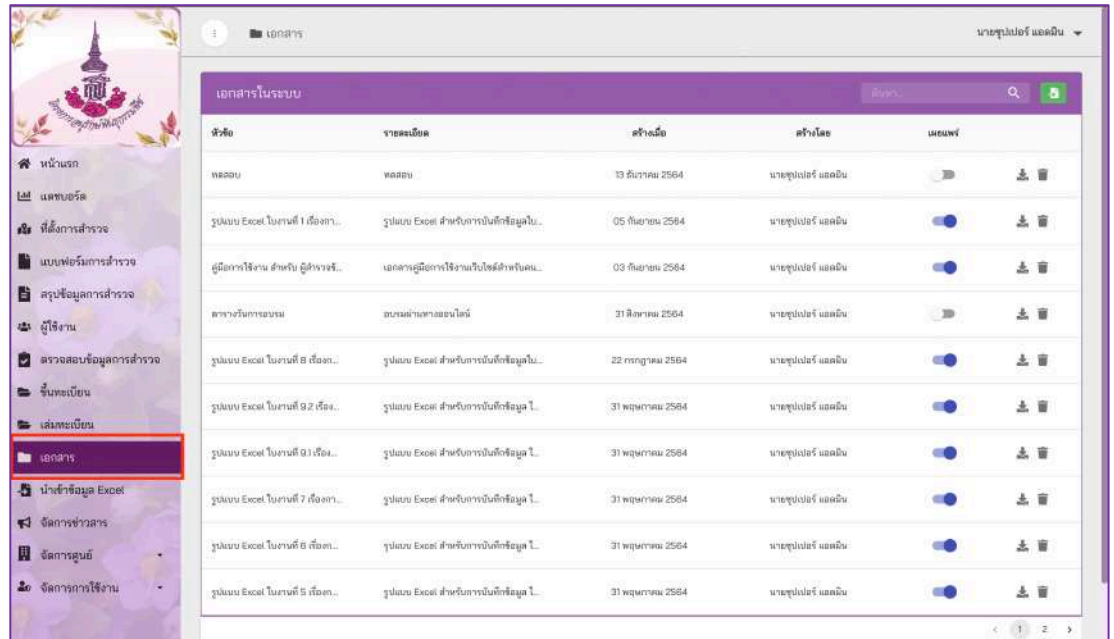 เอกสาร
นายซุปเปอร์ แอดมิน
โครงการอนุรักษ์พันธุกรรมพืช
เอกสารในระบบ
ค้นหา...
หัวข้อ รายละเอียด สร้างเมื่อ สร้างโดย เผยแพร่
ทดสอบ ทดสอบ 13 ธันวาคม 2564 นายซุปเปอร์ แอดมิน
รูปแบบ Excel ใบงานที่ 1 เรื่องกา... รูปแบบ Excel สำหรับการบันทึกข้อมูลใบ... 05 กันยายน 2564 นายซุปเปอร์ แอดมิน
คู่มือการใช้งาน สำหรับ ผู้สำรวจข้... เอกสารคู่มือการใช้งานเว็บไซต์สำหรับคน... 03 กันยายน 2564 นายซุปเปอร์ แอดมิน
ตารางวันการอบรม อบรมผ่านทางออนไลน์ 31 สิงหาคม 2564 นายซุปเปอร์ แอดมิน
รูปแบบ Excel ใบงานที่ 8 เรื่องก... รูปแบบ Excel สำหรับการบันทึกข้อมูลใบ... 22 กรกฎาคม 2564 นายซุปเปอร์ แอดมิน
รูปแบบ Excel ใบงานที่ 9.2 เรื่อง... รูปแบบ Excel สำหรับการบันทึกข้อมูล ใ... 31 พฤษภาคม 2564 นายซุปเปอร์ แอดมิน
รูปแบบ Excel ใบงานที่ 9.1 เรื่อง... รูปแบบ Excel สำหรับการบันทึกข้อมูล ใ... 31 พฤษภาคม 2564 นายซุปเปอร์ แอดมิน
รูปแบบ Excel ใบงานที่ 7 เรื่องกา... รูปแบบ Excel สำหรับการบันทึกข้อมูล ใ... 31 พฤษภาคม 2564 นายซุปเปอร์ แอดมิน
รูปแบบ Excel ใบงานที่ 6 เรื่องก... รูปแบบ Excel สำหรับการบันทึกข้อมูล ใ... 31 พฤษภาคม 2564 นายซุปเปอร์ แอดมิน
รูปแบบ Excel ใบงานที่ 5 เรื่องก... รูปแบบ Excel สำหรับการบันทึกข้อมูล ใ... 31 พฤษภาคม 2564 นายซุปเปอร์ แอดมิน
1 2
หน้าแรก
แดชบอร์ด
ที่ตั้งการสำรวจ
แบบฟอร์มการสำรวจ
สรุปข้อมูลการสำรวจ
ผู้ใช้งาน
ตรวจสอบข้อมูลการสำรวจ
ขึ้นทะเบียน
เล่มทะเบียน
เอกสาร
นำเข้าข้อมูล Excel
จัดการข่าวสาร
จัดการศูนย์
จัดการการใช้งาน